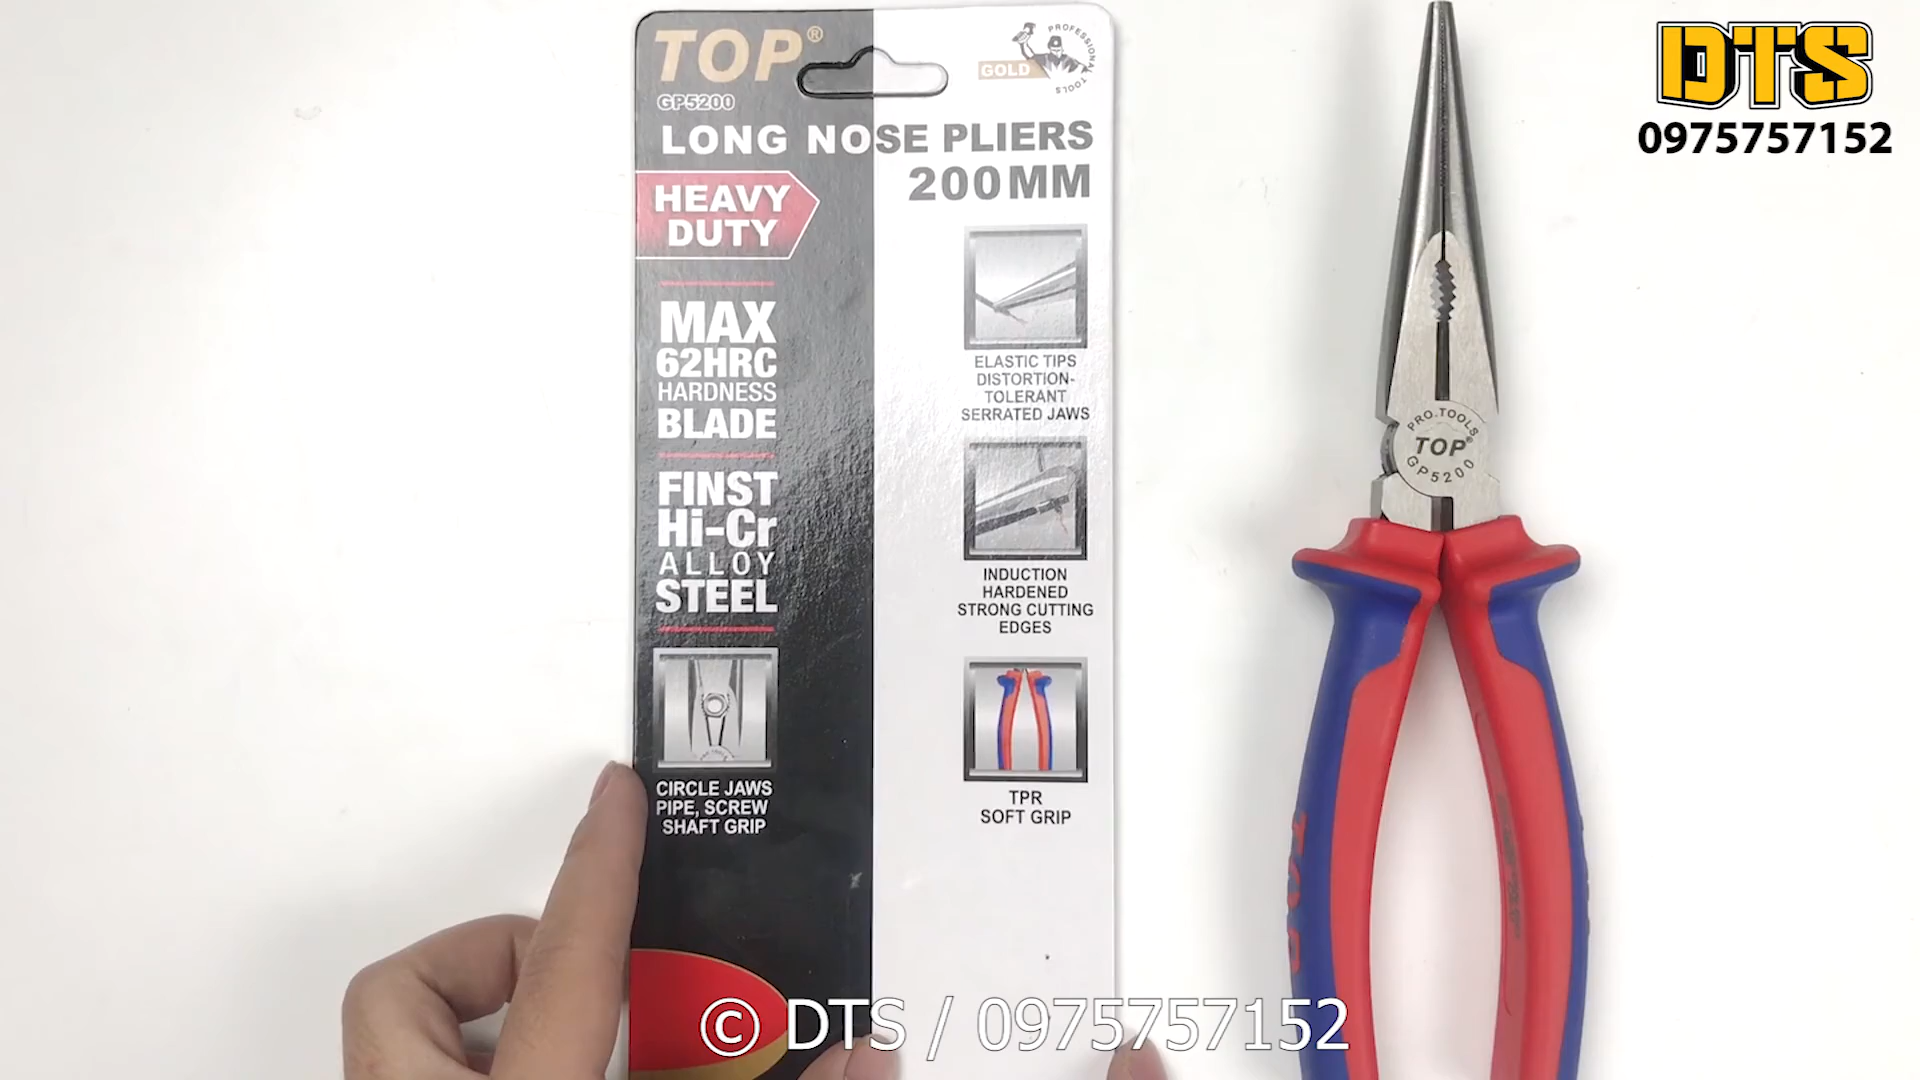 TOP®
GP5200
GOLD
PROFESSIONAL TOOLS
LONG NOSE PLIERS
200MM
HEAVY
DUTY
MAX
62HRC
HARDNESS
BLADE
FINST
Hi-Cr
ALLOY
STEEL
CIRCLE JAWS
PIPE, SCREW
SHAFT GRIP
ELASTIC TIPS
DISTORTION-
TOLERANT
SERRATED JAWS
INDUCTION
HARDENED
STRONG CUTTING
EDGES
TPR
SOFT GRIP
PRO.TOOLS
TOP®
GP5200
TOP
DTS
0975757152
© DTS / 0975757152